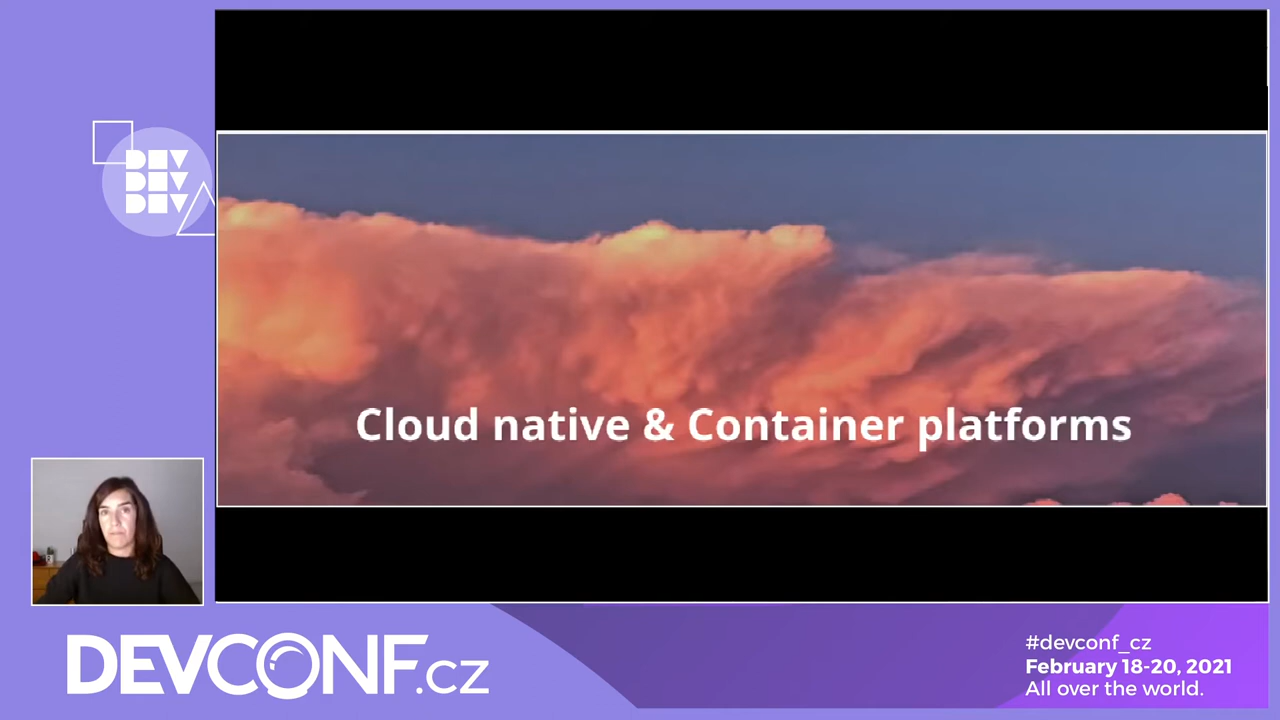 DEV
DEV
DEV
Cloud native & Container platforms
DEVCONF.CZ
#devconf_cz
February 18-20, 2021
All over the world.